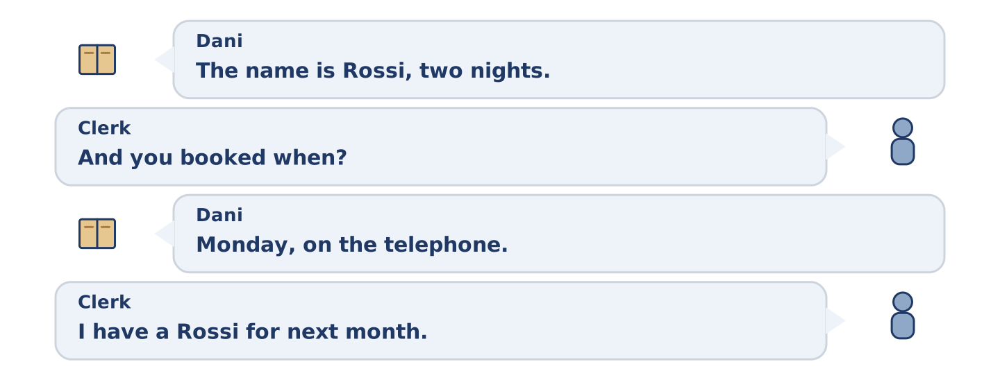 Dani
The name is Rossi, two nights.
Clerk
And you booked when?
Dani
Monday, on the telephone.
Clerk
I have a Rossi for next month.